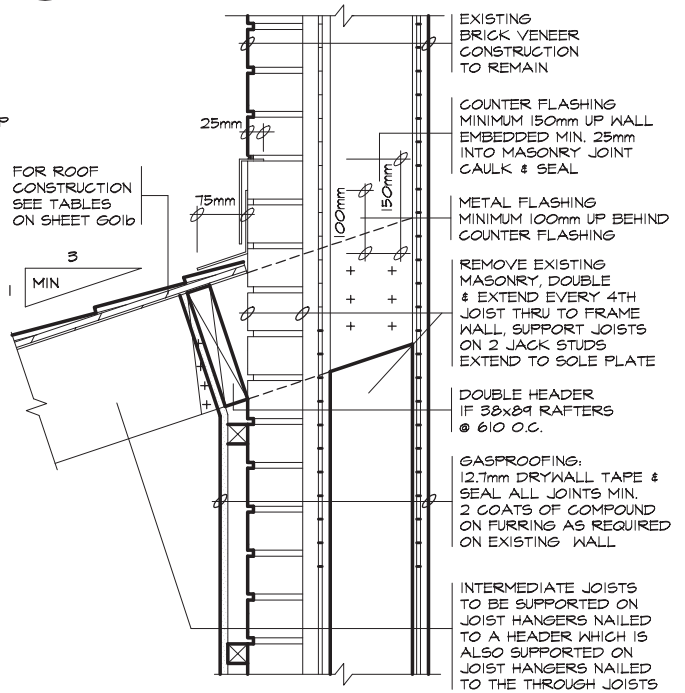 EXISTING
BRICK VENEER
CONSTRUCTION
TO REMAIN
25mm
COUNTER FLASHING
MINIMUM 150mm UP WALL
EMBEDDED MIN. 25mm
INTO MASONRY JOINT
CAULK & SEAL
FOR ROOF
CONSTRUCTION
SEE TABLES
ON SHEET G016
75mm
100mm
150mm
METAL FLASHING
MINIMUM 100mm UP BEHIND
COUNTER FLASHING
3
1
MIN
REMOVE EXISTING
MASONRY, DOUBLE
& EXTEND EVERY 4TH
JOIST THRU TO FRAME
WALL, SUPPORT JOISTS
ON 2 JACK STUDS
EXTEND TO SOLE PLATE
DOUBLE HEADER
IF 38x89 RAFTERS
@ 610 O.C.
GASPROOFING:
12.7mm DRYWALL TAPE &
SEAL ALL JOINTS MIN.
2 COATS OF COMPOUND
ON FURRING AS REQUIRED
ON EXISTING WALL
INTERMEDIATE JOISTS
TO BE SUPPORTED ON
JOIST HANGERS NAILED
TO A HEADER WHICH IS
ALSO SUPPORTED ON
JOIST HANGERS NAILED
TO THE THROUGH JOISTS